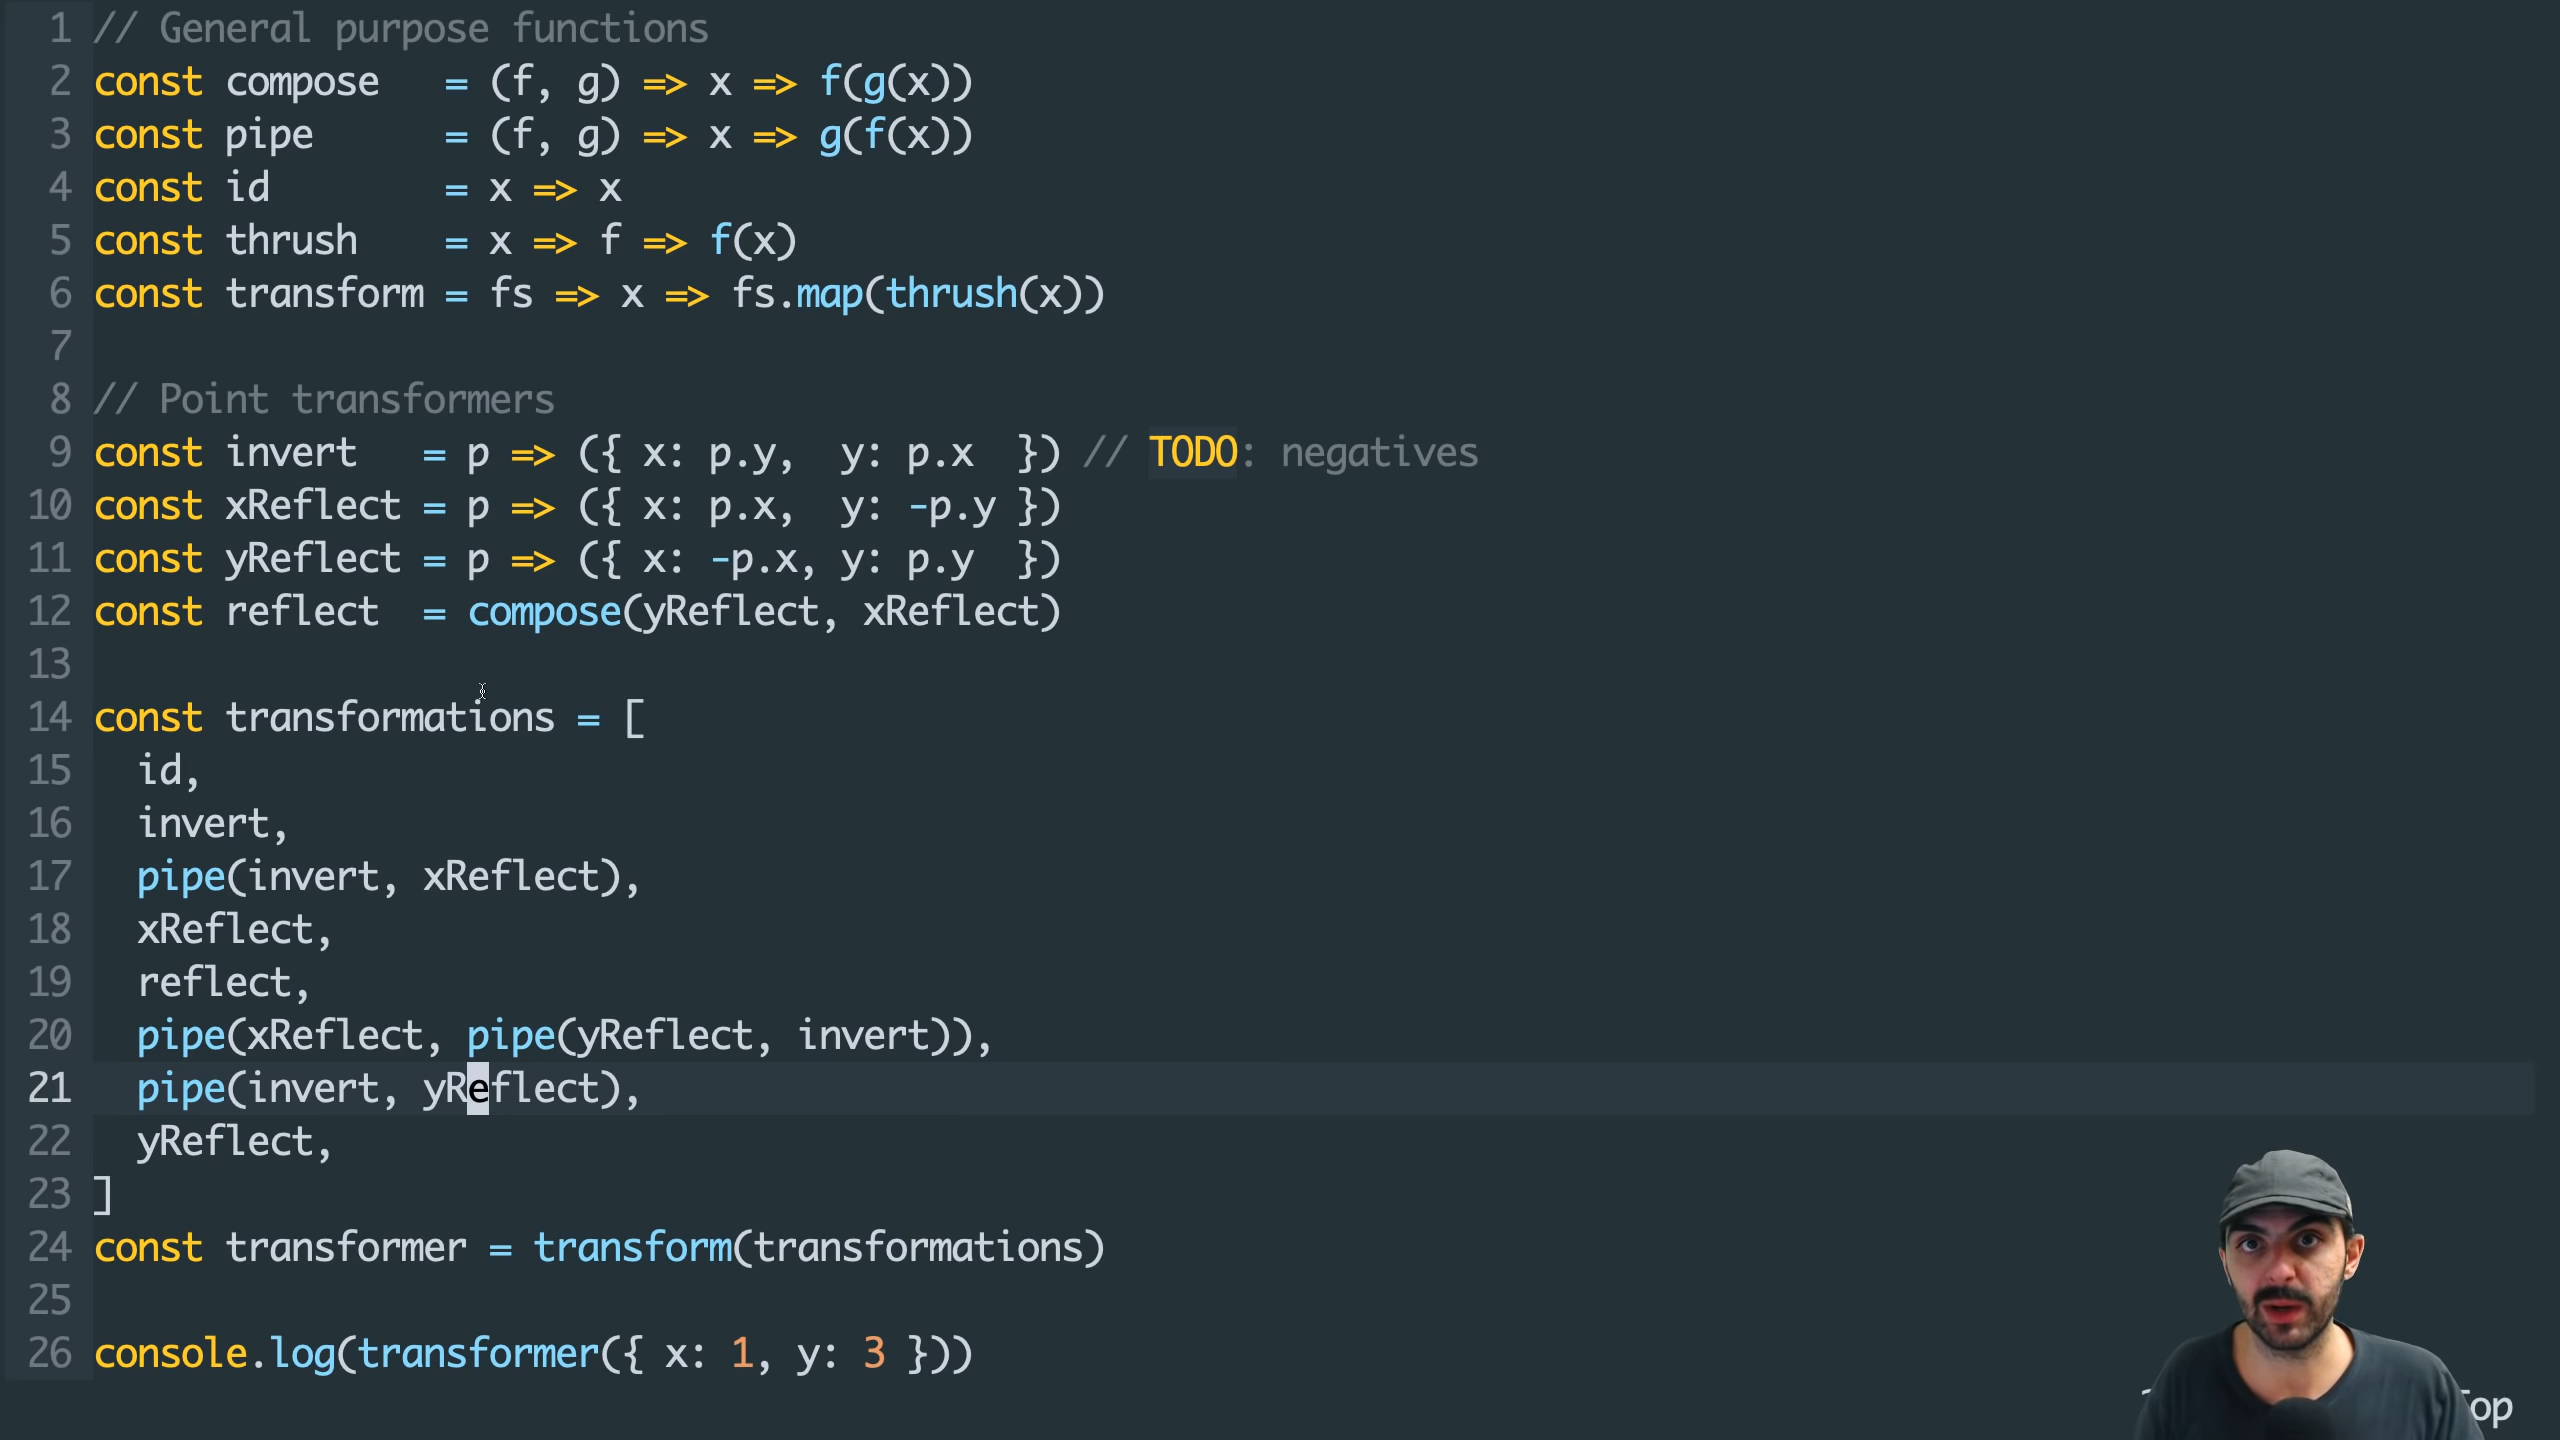 1 // General purpose functions
2 const compose   = (f, g) => x => f(g(x))
3 const pipe      = (f, g) => x => g(f(x))
4 const id        = x => x
5 const thrush    = x => f => f(x)
6 const transform = fs => x => fs.map(thrush(x))
7
8 // Point transformers
9 const invert   = p => ({ x: p.y,  y: p.x  }) // TODO: negatives
10 const xReflect = p => ({ x: p.x,  y: -p.y })
11 const yReflect = p => ({ x: -p.x, y: p.y  })
12 const reflect  = compose(yReflect, xReflect)
13
14 const transformations = [
15   id,
16   invert,
17   pipe(invert, xReflect),
18   xReflect,
19   reflect,
20   pipe(xReflect, pipe(yReflect, invert)),
21   pipe(invert, yReflect),
22   yReflect,
23 ]
24 const transformer = transform(transformations)
25
26 console.log(transformer({ x: 1, y: 3 }))